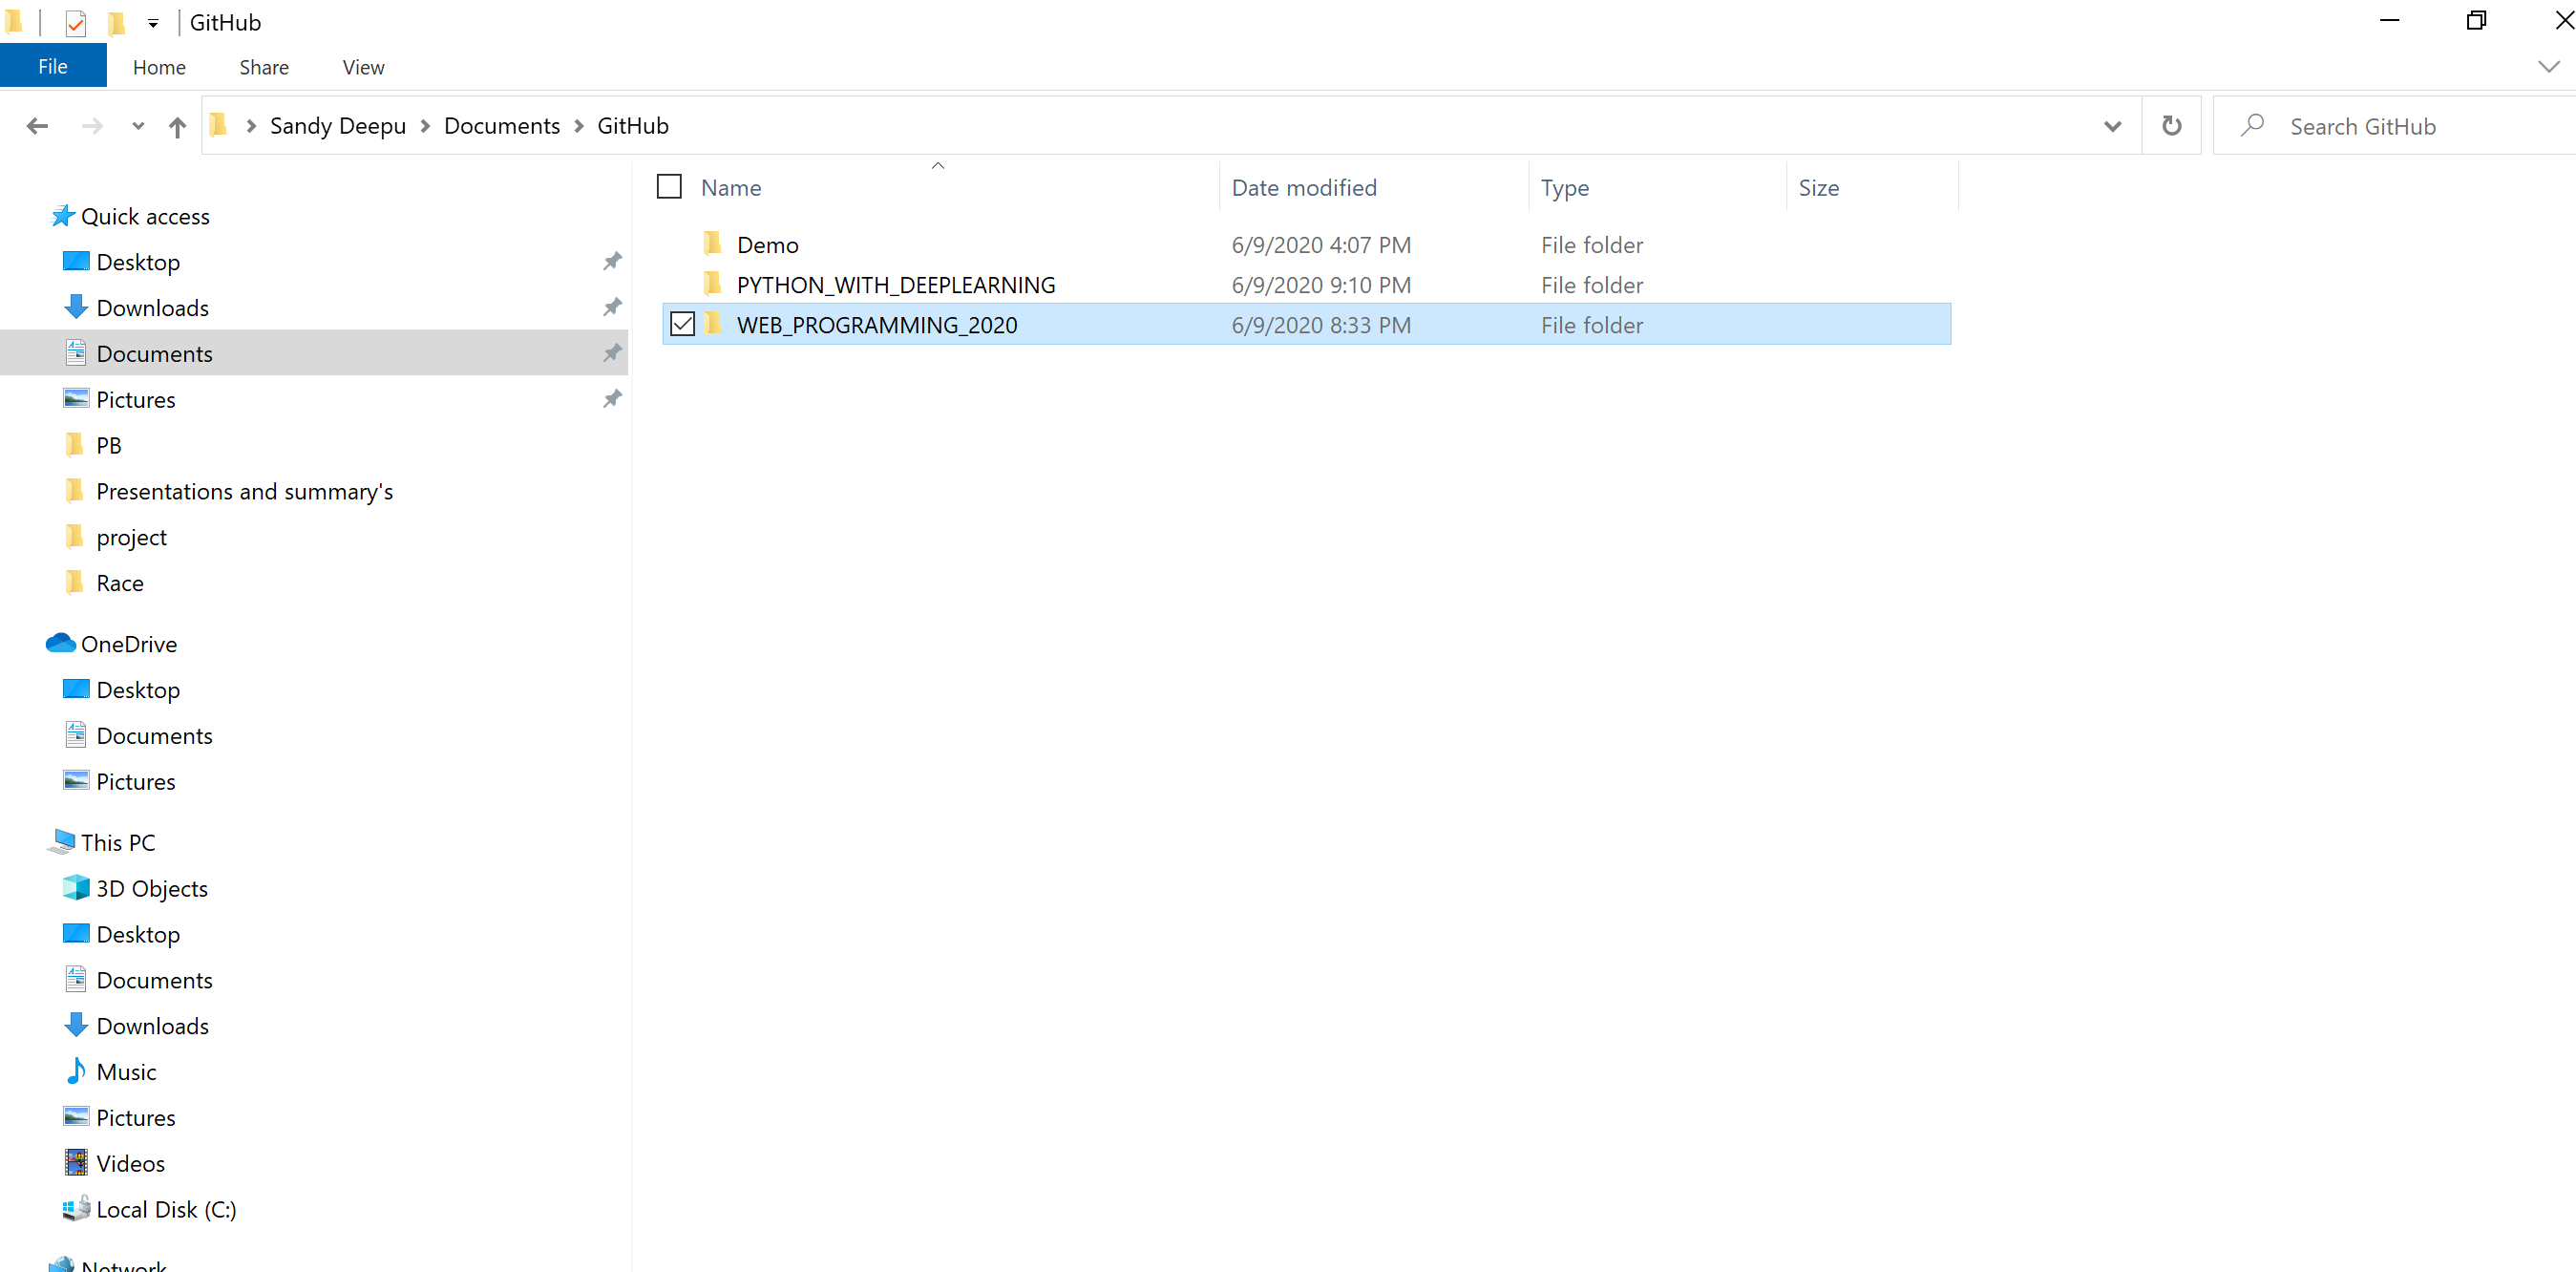 GitHub
File Home Share View
Sandy Deepu Documents GitHub
Search GitHub
Name Date modified Type Size
Quick access
Desktop
Downloads
Documents
Pictures
PB
Presentations and summary's
project
Race
OneDrive
Desktop
Documents
Pictures
This PC
3D Objects
Desktop
Documents
Downloads
Music
Pictures
Videos
Local Disk (C:)
Network
Demo 6/9/2020 4:07 PM File folder
PYTHON_WITH_DEEPLEARNING 6/9/2020 9:10 PM File folder
WEB_PROGRAMMING_2020 6/9/2020 8:33 PM File folder